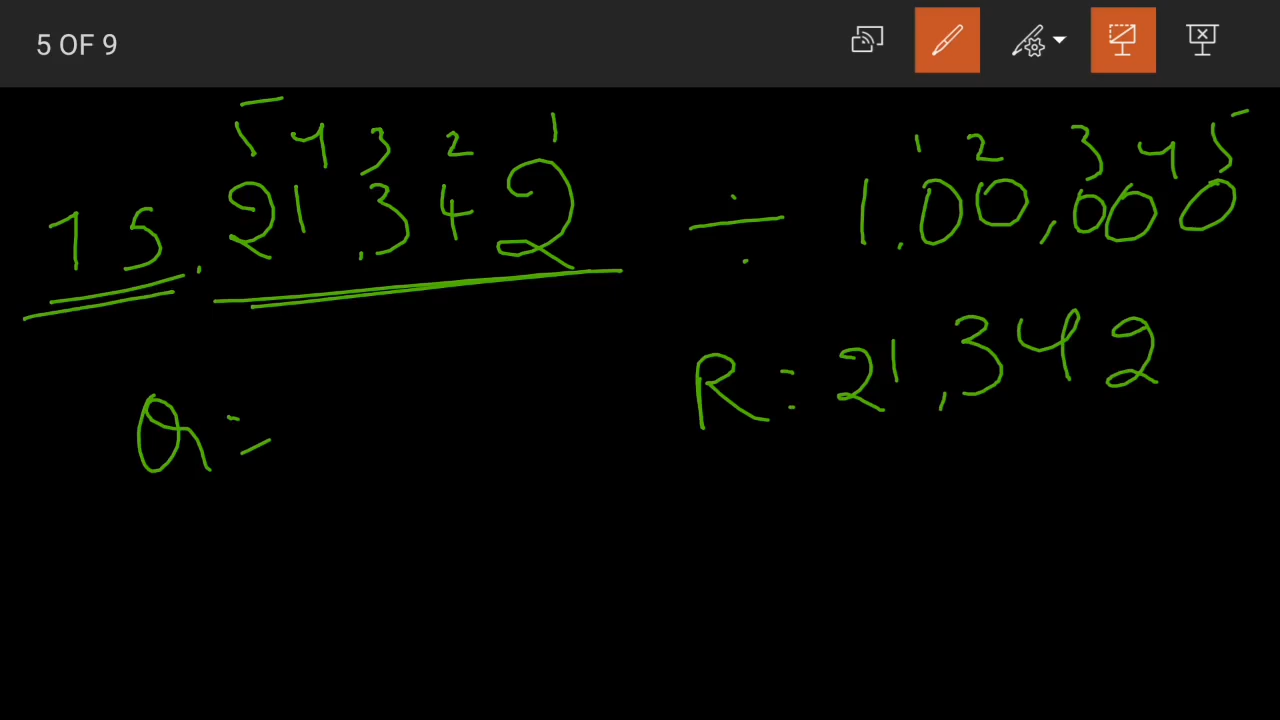 5 OF 9
5 4 3 2 1
1 2 3 4 5
75,21,342 ÷ 1,00,000
R = 21,342
Q =